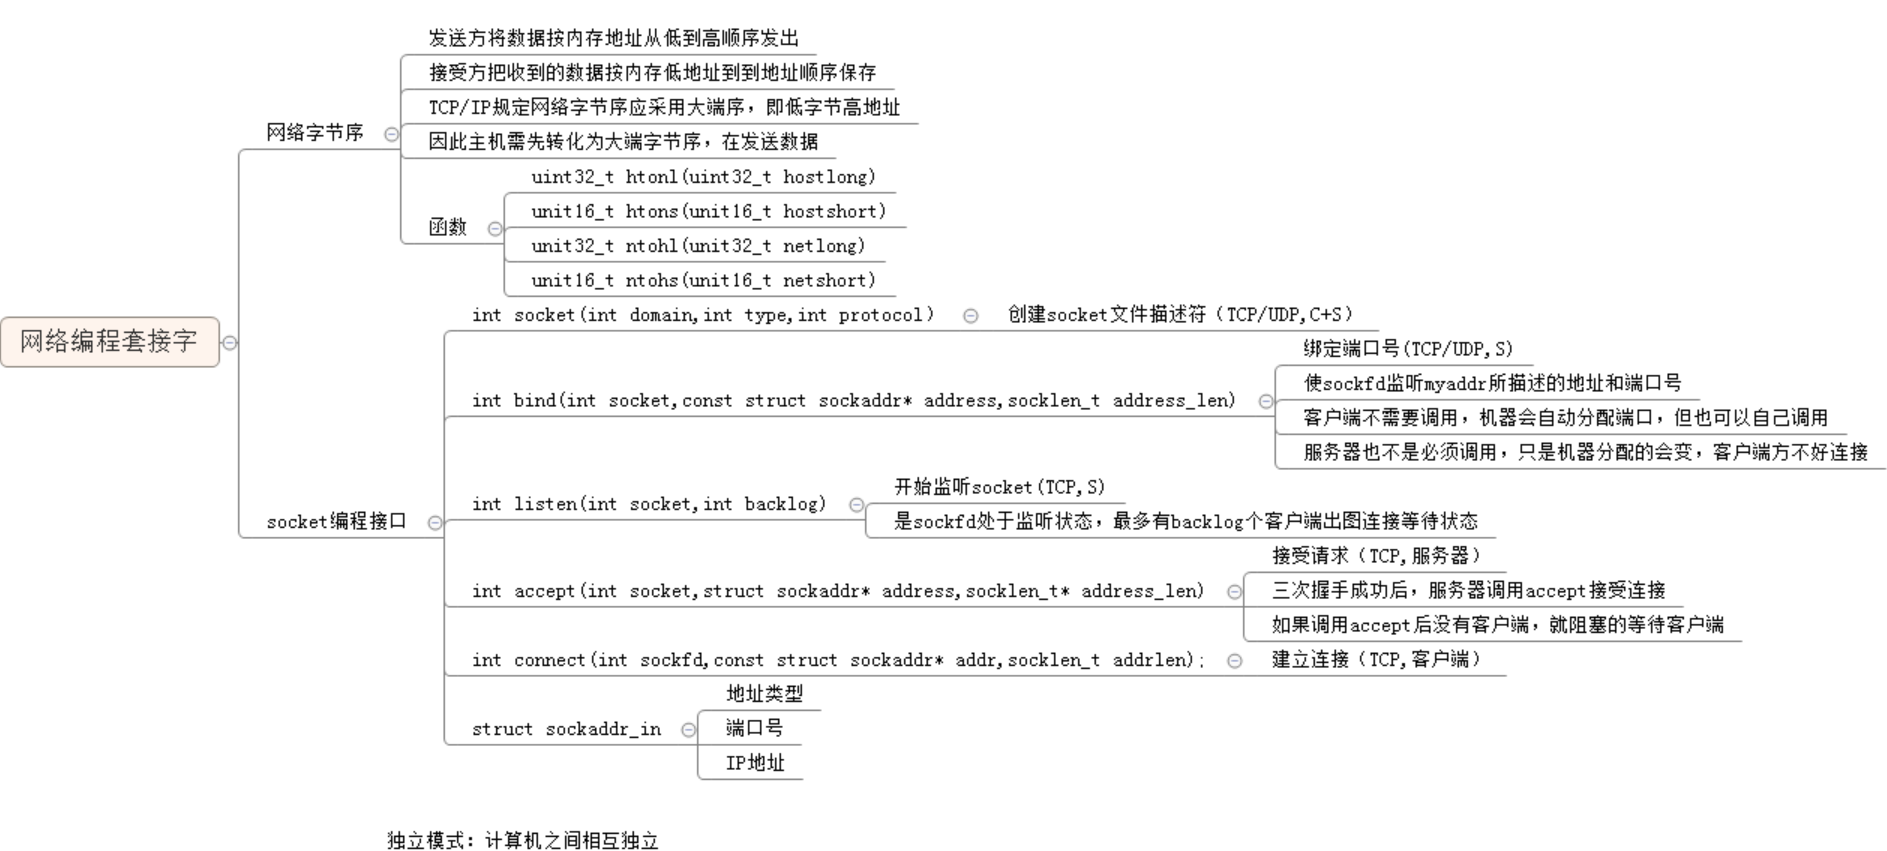 发送方将数据按内存地址从低到高顺序发出
接受方把收到的数据按内存低地址到到地址顺序保存
TCP/IP规定网络字节序应采用大端序，即低字节高地址
网络字节序
因此主机需先转化为大端字节序，在发送数据
uint32_t htonl(uint32_t hostlong)
unit16_t htons(unit16_t hostshort)
函数
unit32_t ntohl(unit32_t netlong)
unit16_t ntohs(unit16_t netshort)
网络编程套接字
int socket(int domain,int type,int protocol)
创建socket文件描述符（TCP/UDP,C+S）
绑定端口号(TCP/UDP,S)
使sockfd监听myaddr所描述的地址和端口号
int bind(int socket,const struct sockaddr* address,socklen_t address_len)
客户端不需要调用，机器会自动分配端口，但也可以自己调用
服务器也不是必须调用，只是机器分配的会变，客户端方不好连接
开始监听socket(TCP,S)
int listen(int socket,int backlog)
是sockfd处于监听状态，最多有backlog个客户端出图连接等待状态
socket编程接口
接受请求（TCP,服务器）
int accept(int socket,struct sockaddr* address,socklen_t* address_len)
三次握手成功后，服务器调用accept接受连接
如果调用accept后没有客户端，就阻塞的等待客户端
int connect(int sockfd,const struct sockaddr* addr,socklen_t addrlen);
建立连接（TCP,客户端）
地址类型
struct sockaddr_in
端口号
IP地址
独立模式：计算机之间相互独立